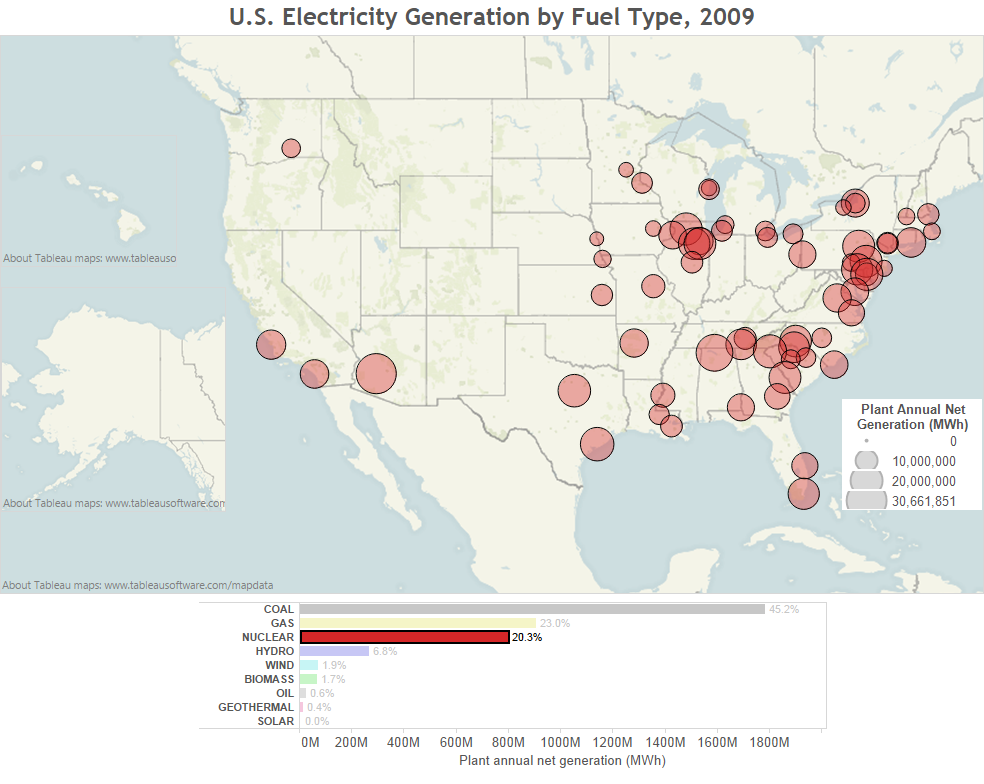 U.S. Electricity Generation by Fuel Type, 2009
About Tableau maps: www.tableauso
Plant Annual Net
Generation (MWh)
0
10,000,000
20,000,000
30,661,851
About Tableau maps: www.tableausoftware.com
About Tableau maps: www.tableausoftware.com/mapdata
COAL 45.2%
GAS 23.0%
NUCLEAR 20.3%
HYDRO 6.8%
WIND 1.9%
BIOMASS 1.7%
OIL 0.6%
GEOTHERMAL 0.4%
SOLAR 0.0%
0M 200M 400M 600M 800M 1000M 1200M 1400M 1600M 1800M
Plant annual net generation (MWh)